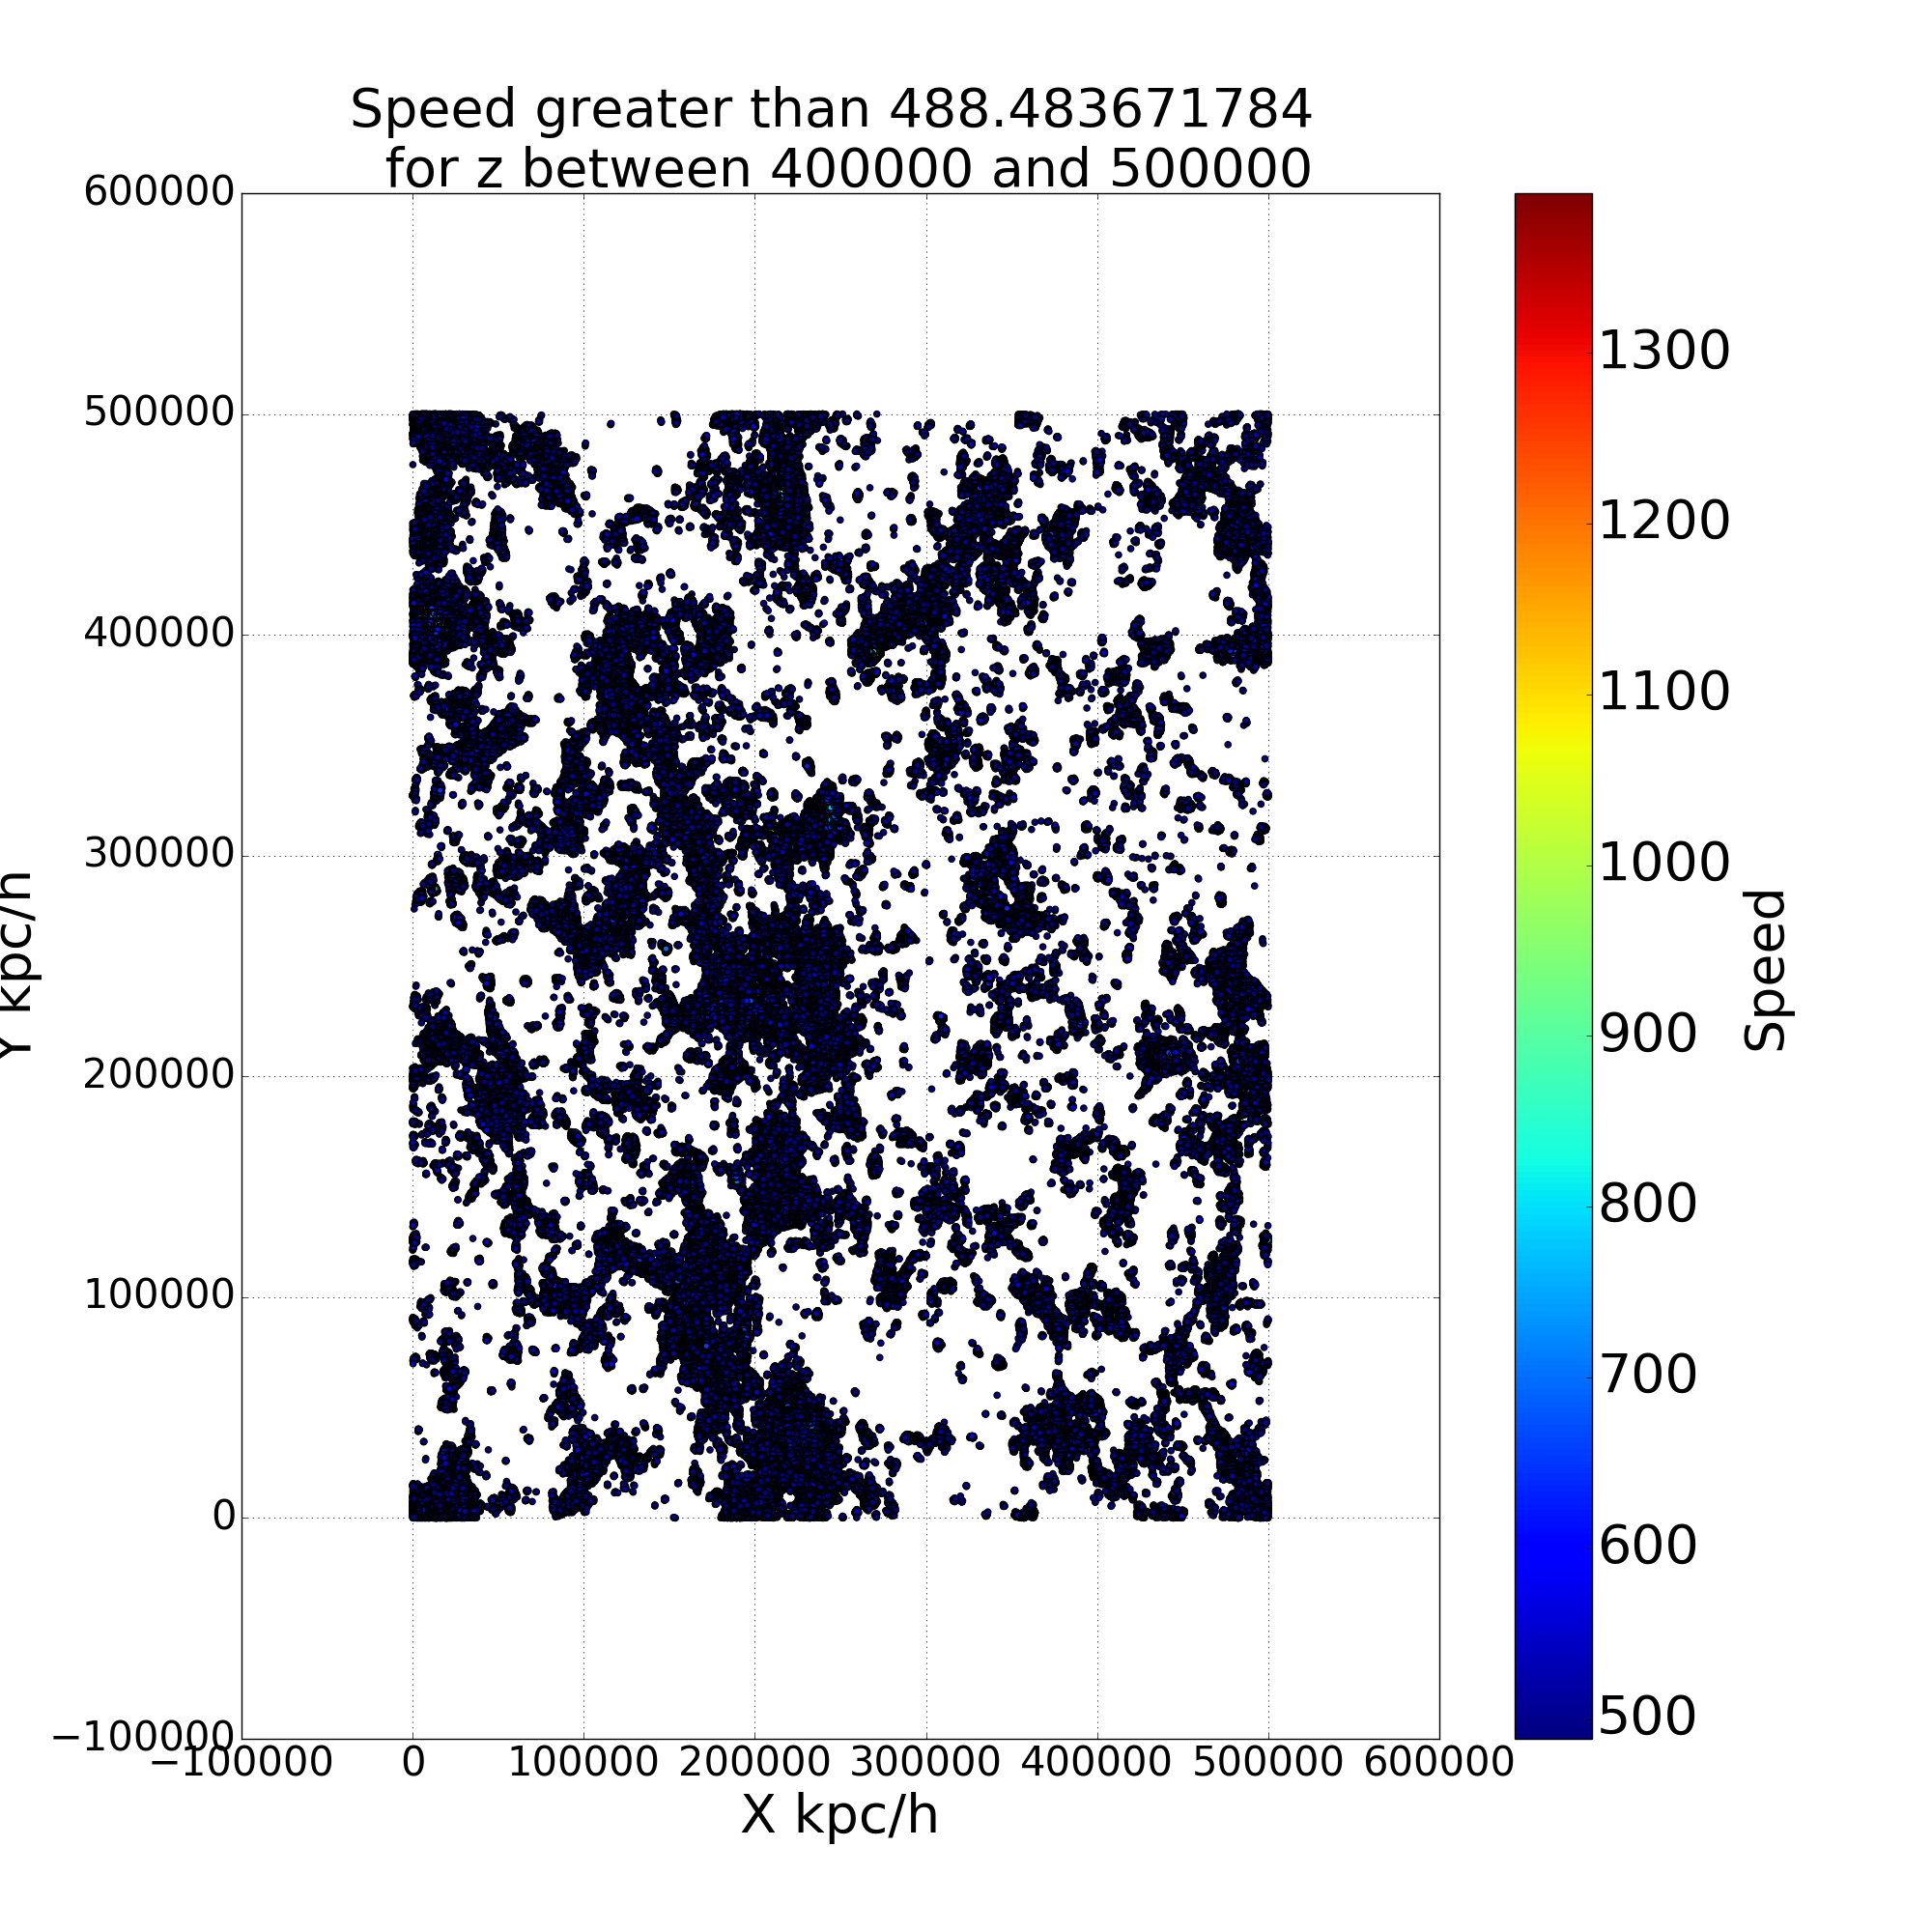 Speed greater than 488.483671784
for z between 400000 and 500000
600000
500000
400000
300000
200000
100000
0
−100000
Y kpc/h
−100000 0 100000 200000 300000 400000 500000 600000
X kpc/h
1300
1200
1100
1000
900
800
700
600
500
Speed